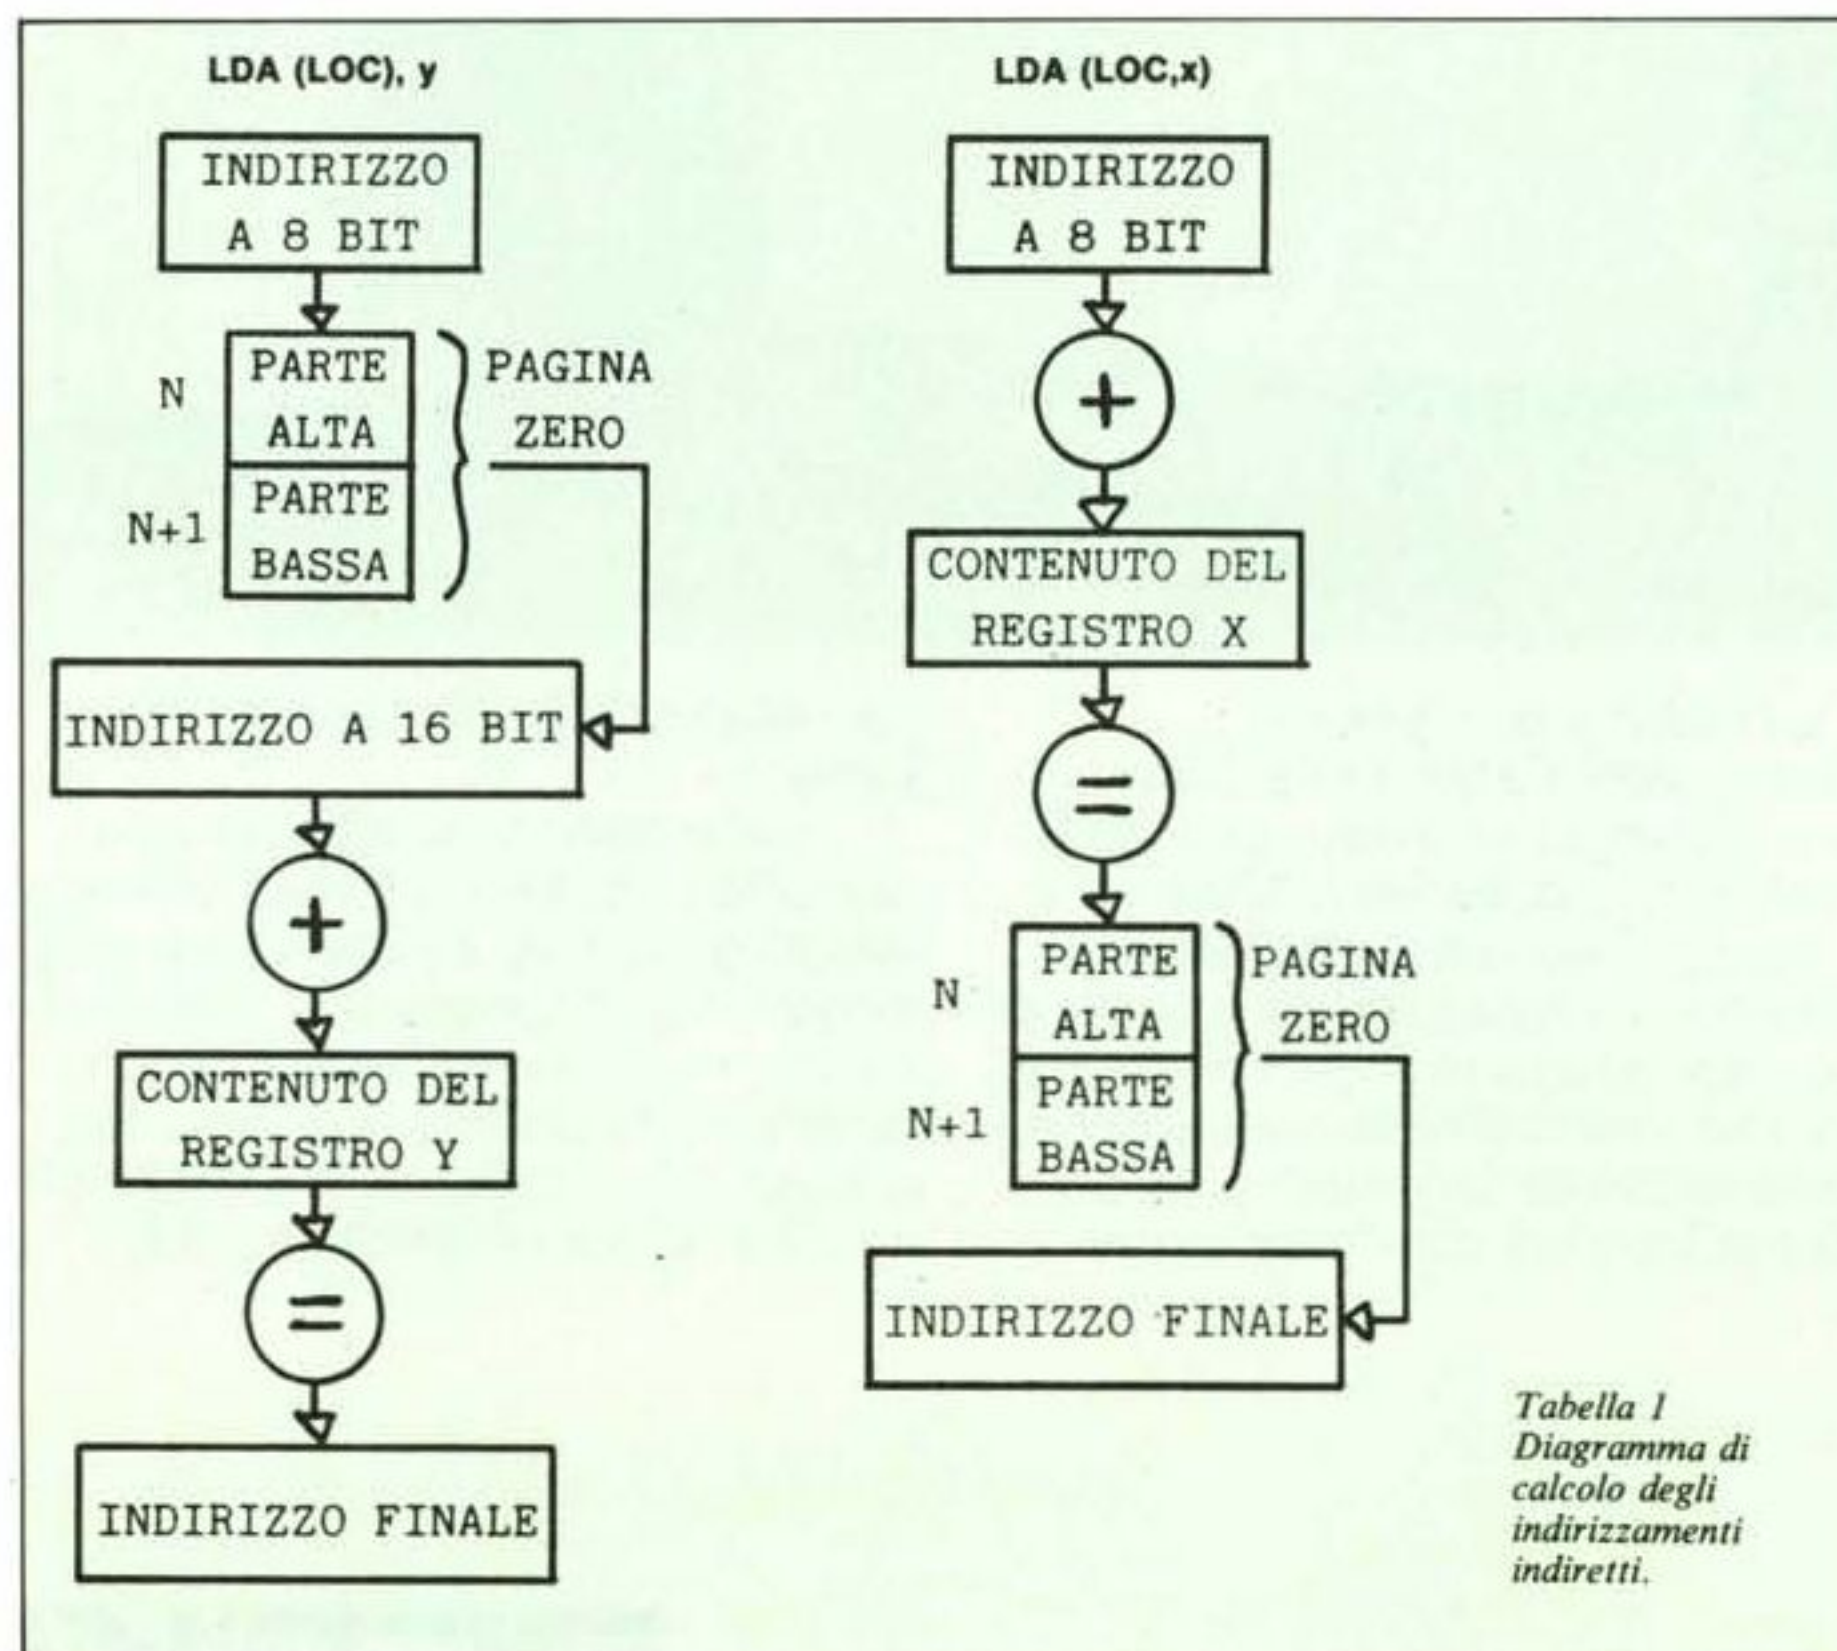 LDA (LOC), y
INDIRIZZO
A 8 BIT
N
PARTE
ALTA
N+1
PARTE
BASSA
PAGINA
ZERO
INDIRIZZO A 16 BIT
+
CONTENUTO DEL
REGISTRO Y
=
INDIRIZZO FINALE
LDA (LOC,x)
INDIRIZZO
A 8 BIT
+
CONTENUTO DEL
REGISTRO X
=
N
PARTE
ALTA
N+1
PARTE
BASSA
PAGINA
ZERO
INDIRIZZO FINALE
Tabella 1
Diagramma di
calcolo degli
indirizzamenti
indiretti.